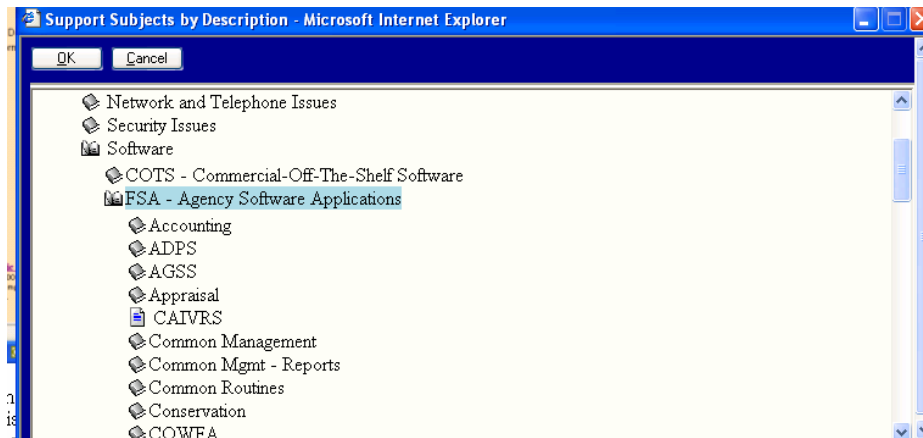 Support Subjects by Description - Microsoft Internet Explorer
OK Cancel
Network and Telephone Issues
Security Issues
Software
COTS - Commercial-Off-The-Shelf Software
FSA - Agency Software Applications
Accounting
ADPS
AGSS
Appraisal
CAIVRS
Common Management
Common Mgmt - Reports
Common Routines
Conservation